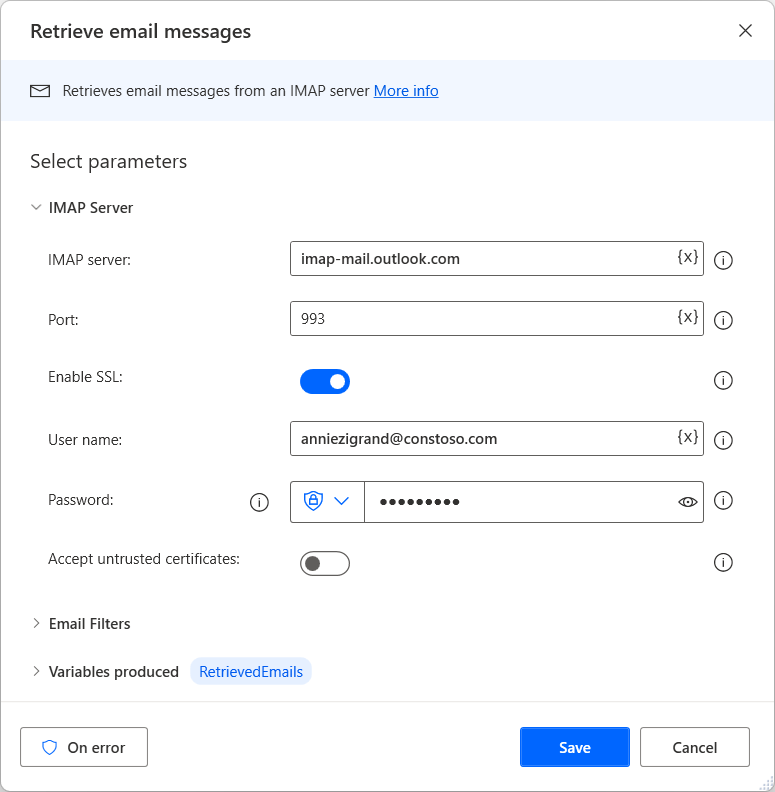 Retrieve email messages
Retrieves email messages from an IMAP server More info
Select parameters
IMAP Server
IMAP server: imap-mail.outlook.com {x}
Port: 993 {x}
Enable SSL:
User name: anniezigrand@constoso.com {x}
Password: •••••••••
Accept untrusted certificates:
Email Filters
Variables produced RetrievedEmails
On error Save Cancel